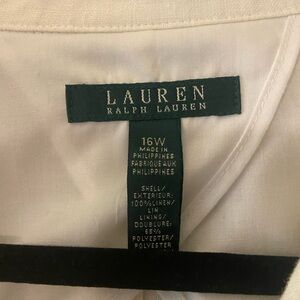 LAUREN
RALPH LAUREN
16W
MADE IN
PHILIPPINES
FABRIQUE AUX
PHILIPPINES
SHELL/
EXTERIEUR:
100%LINEN/
LIN
LINING/
DOUBLURE:
65%
POLYESTER/
POLYESTER